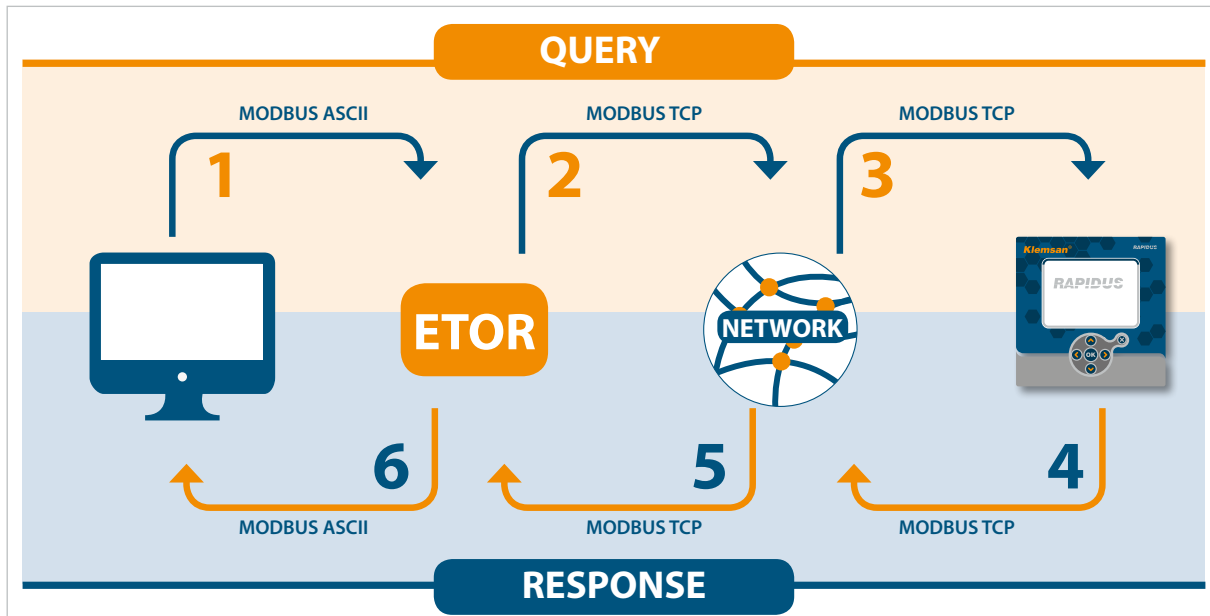 QUERY
MODBUS ASCII
MODBUS TCP
MODBUS TCP
1
2
3
Klemsan®
RAPIDUS
RAPIDUS
ETOR
NETWORK
OK
6
5
4
MODBUS ASCII
MODBUS TCP
MODBUS TCP
RESPONSE